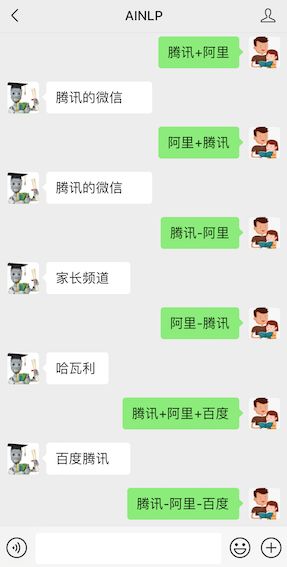 AINLP
腾讯+阿里
腾讯的微信
阿里+腾讯
腾讯的微信
腾讯-阿里
家长频道
阿里-腾讯
哈瓦利
腾讯+阿里+百度
百度腾讯
腾讯-阿里-百度